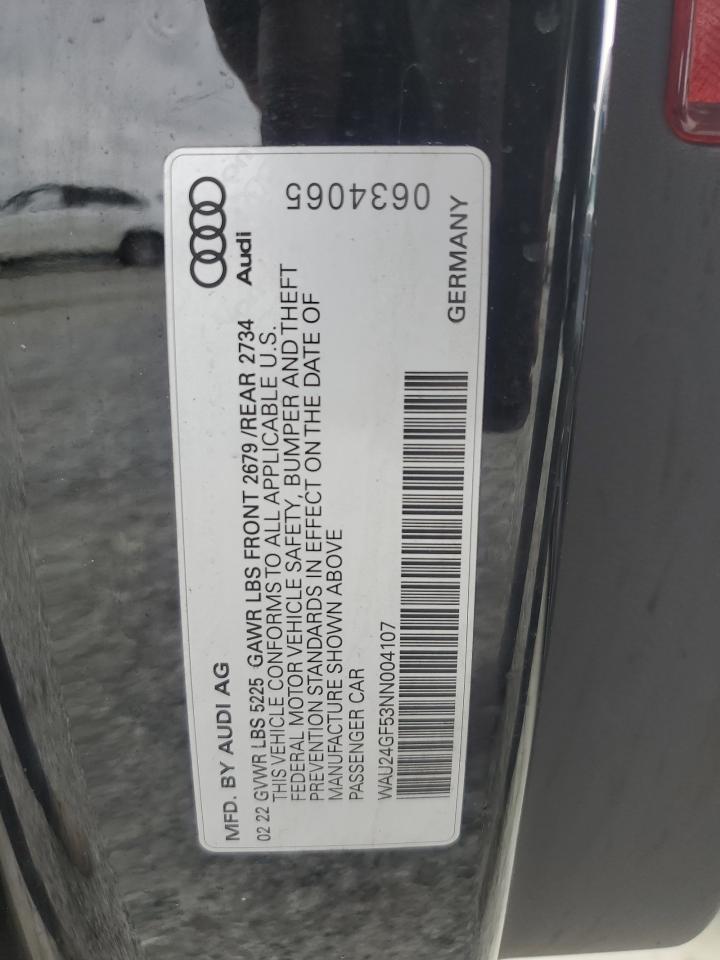 MFD. BY AUDI AG
Audi
02 22 GVWR LBS 5225 GAWR LBS FRONT 2679 /REAR 2734
THIS VEHICLE CONFORMS TO ALL APPLICABLE U.S.
FEDERAL MOTOR VEHICLE SAFETY, BUMPER AND THEFT
PREVENTION STANDARDS IN EFFECT ON THE DATE OF
MANUFACTURE SHOWN ABOVE
PASSENGER CAR
WAU24GF53NN004107
GERMANY
0634065